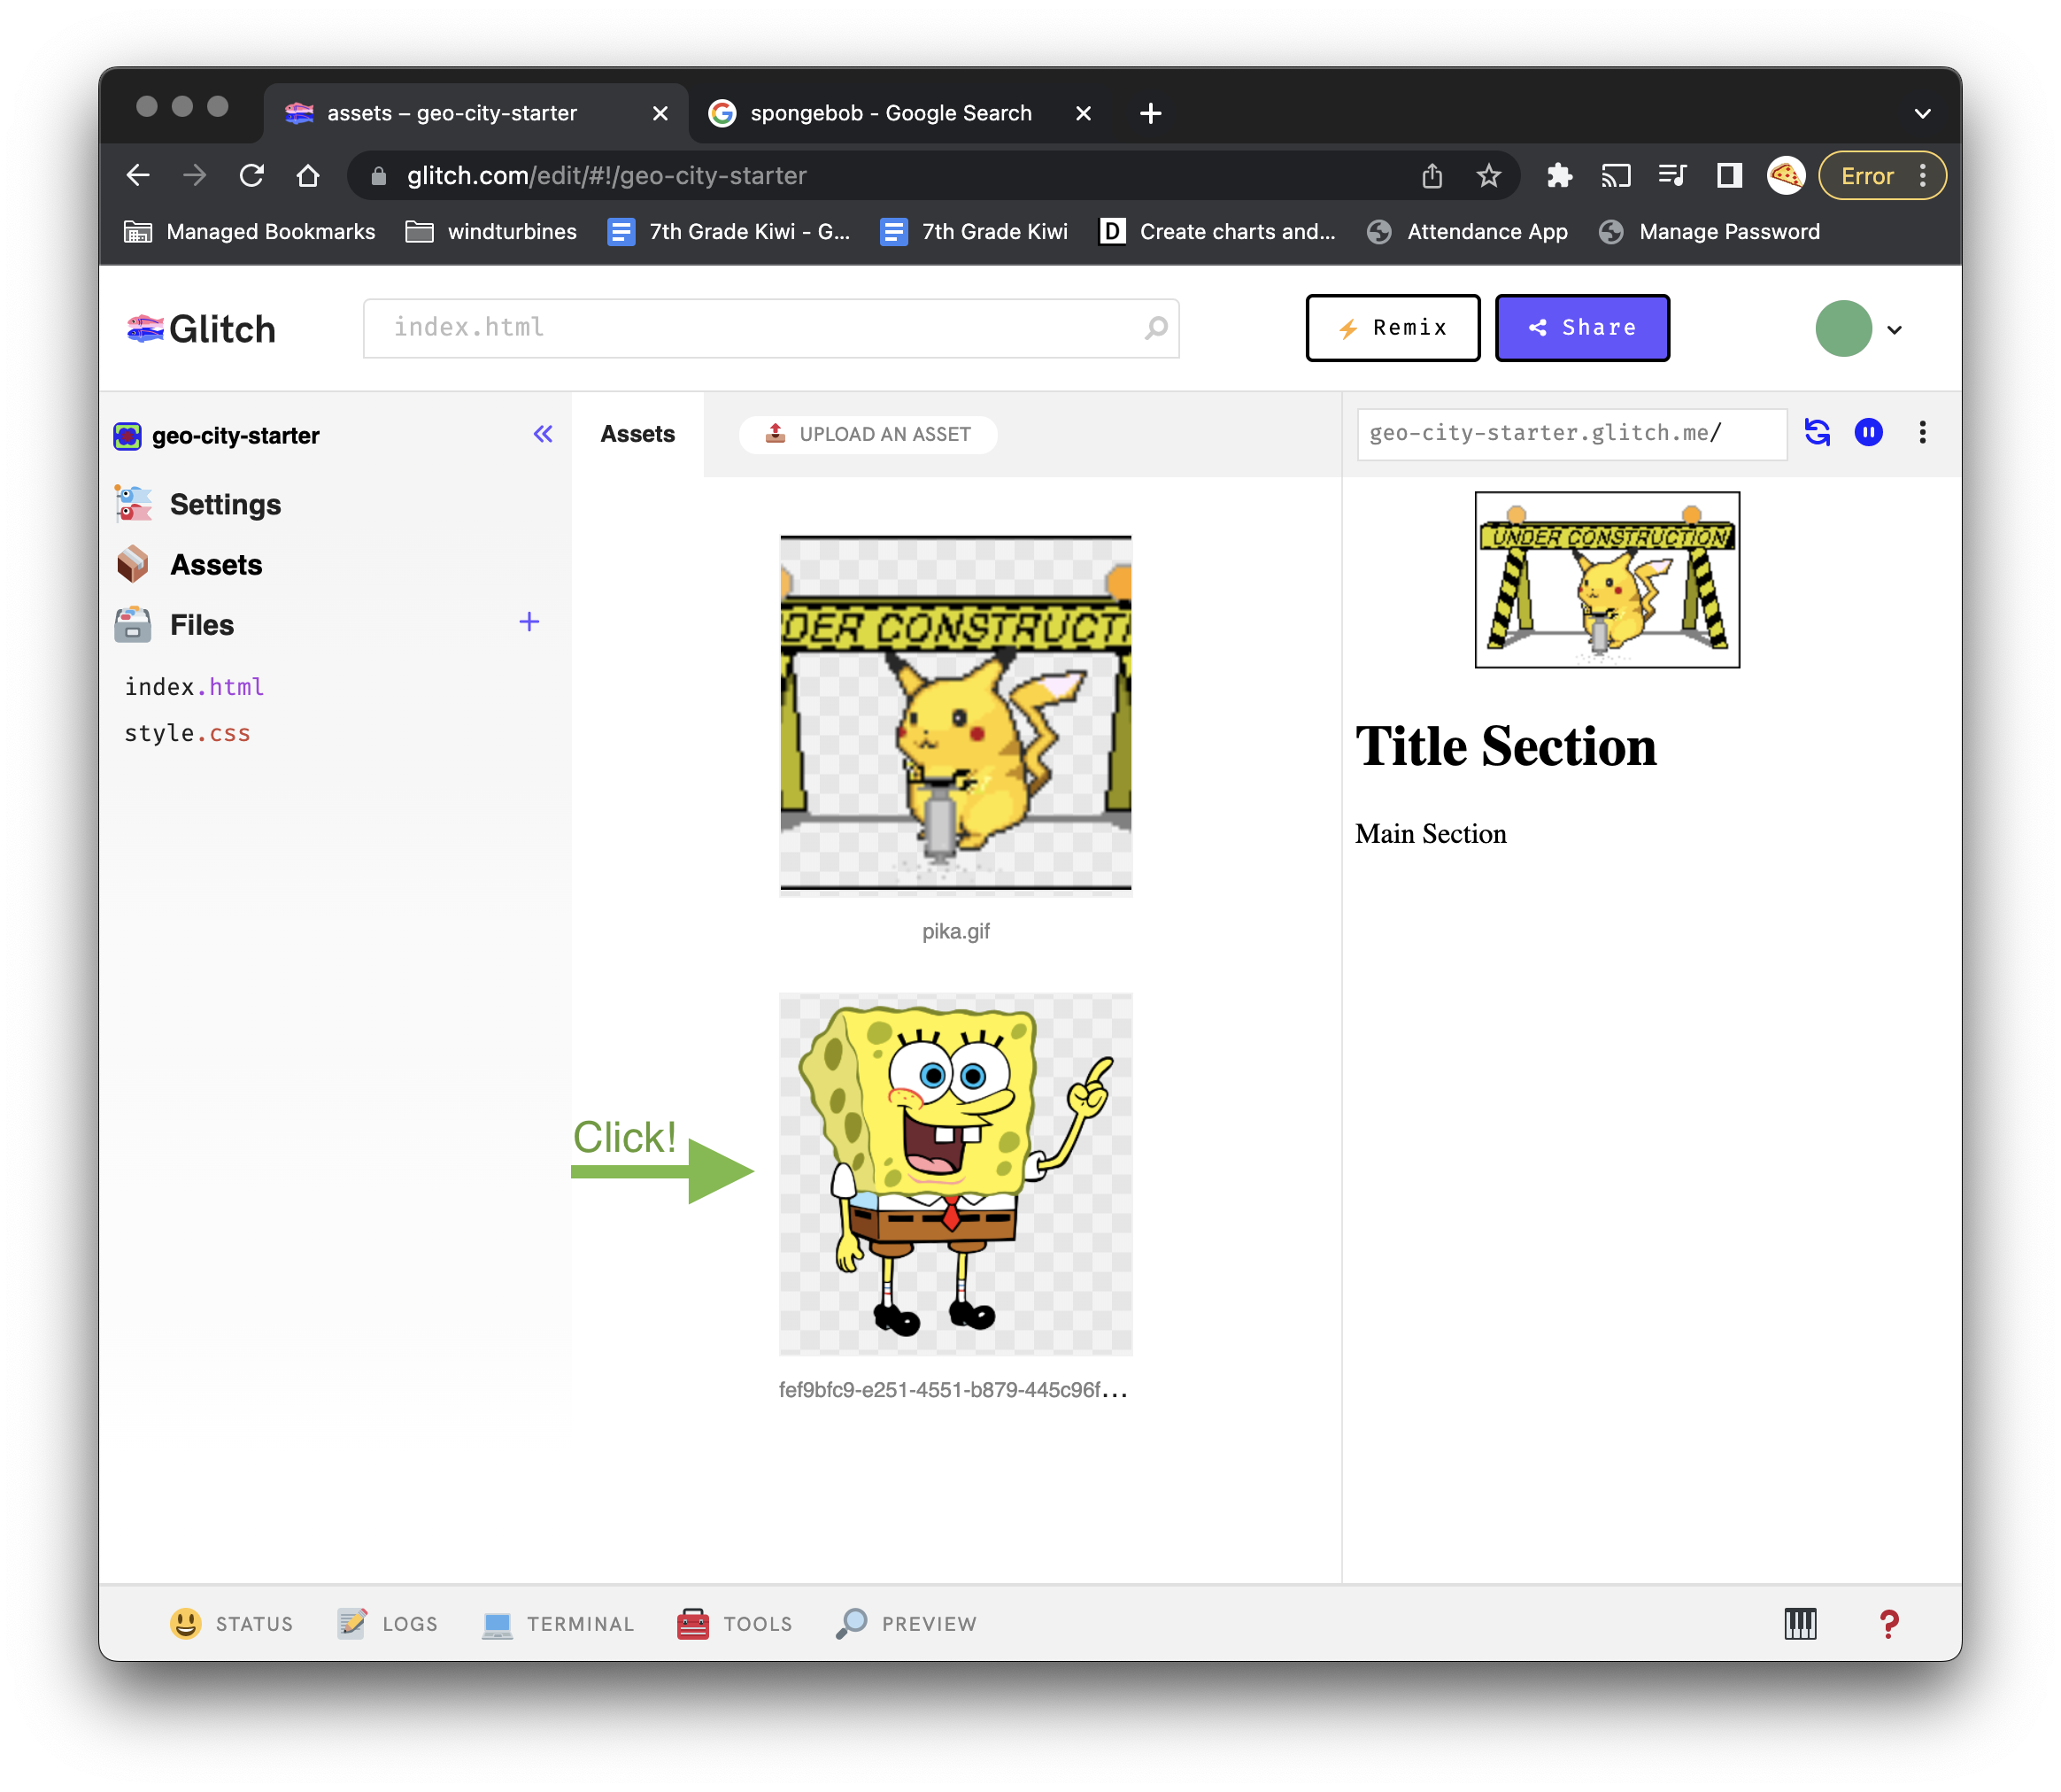 assets – geo-city-starter
spongebob - Google Search
glitch.com/edit/#!/geo-city-starter
Error
Managed Bookmarks
windturbines
7th Grade Kiwi - G...
7th Grade Kiwi
D
Create charts and...
Attendance App
Manage Password
Glitch
index.html
Remix
Share
geo-city-starter
Settings
Assets
Files
index.html
style.css
Assets
UPLOAD AN ASSET
DER CONSTRUCTI
pika.gif
Click!
fef9bfc9-e251-4551-b879-445c96f...
geo-city-starter.glitch.me/
UNDER CONSTRUCTION
Title Section
Main Section
STATUS
LOGS
TERMINAL
TOOLS
PREVIEW
?